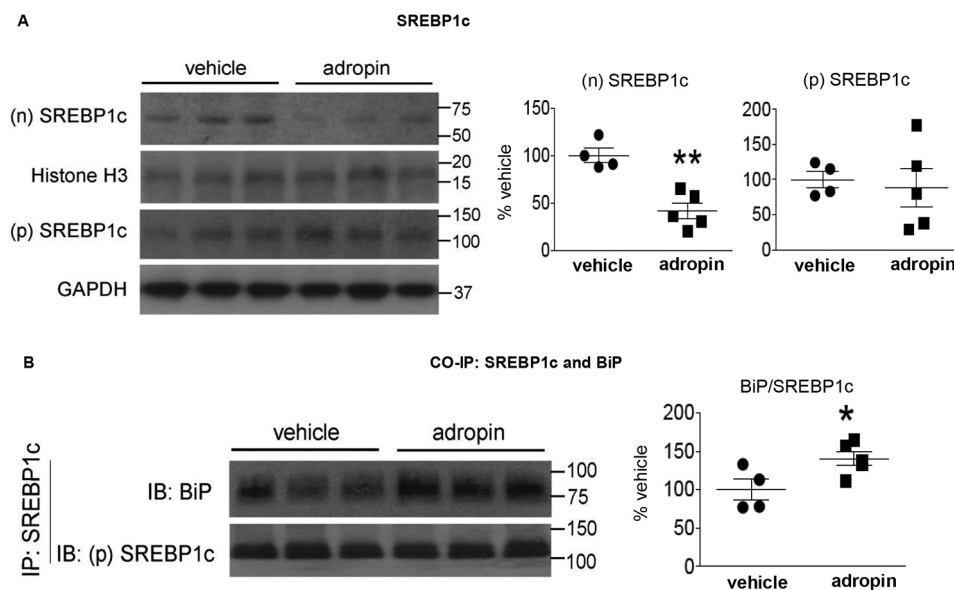 A
SREBP1c
vehicle adropin
(n) SREBP1c
75
50
Histone H3
20
15
(p) SREBP1c
150
100
GAPDH
37
(n) SREBP1c
% vehicle
150
100
50
0
**
vehicle adropin
(p) SREBP1c
200
150
100
50
0
vehicle adropin
B
CO-IP: SREBP1c and BiP
IP: SREBP1c
vehicle adropin
IB: BiP
100
75
IB: (p) SREBP1c
150
100
BiP/SREBP1c
% vehicle
200
150
100
50
0
*
vehicle adropin